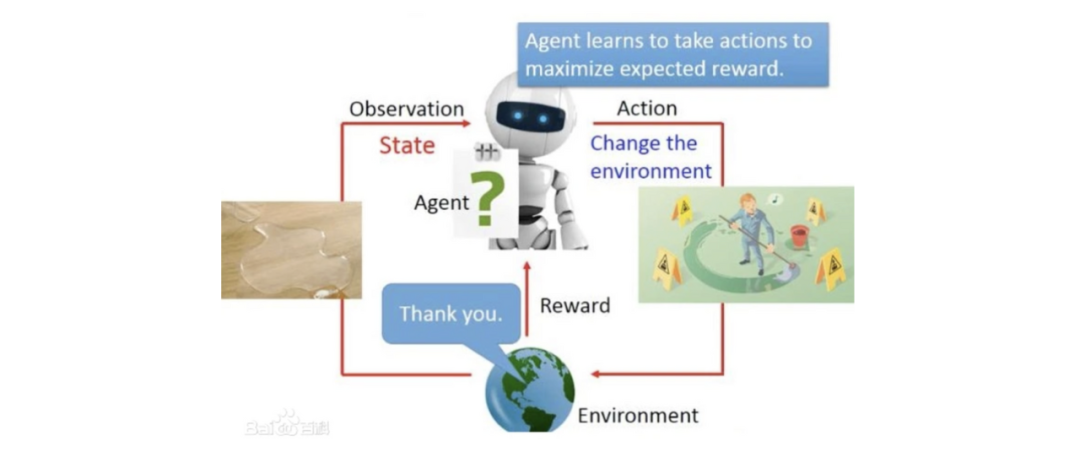 Agent learns to take actions to
maximize expected reward.
Observation
Action
State
Change the
environment
Agent
?
Reward
Thank you.
Environment
Bai百科